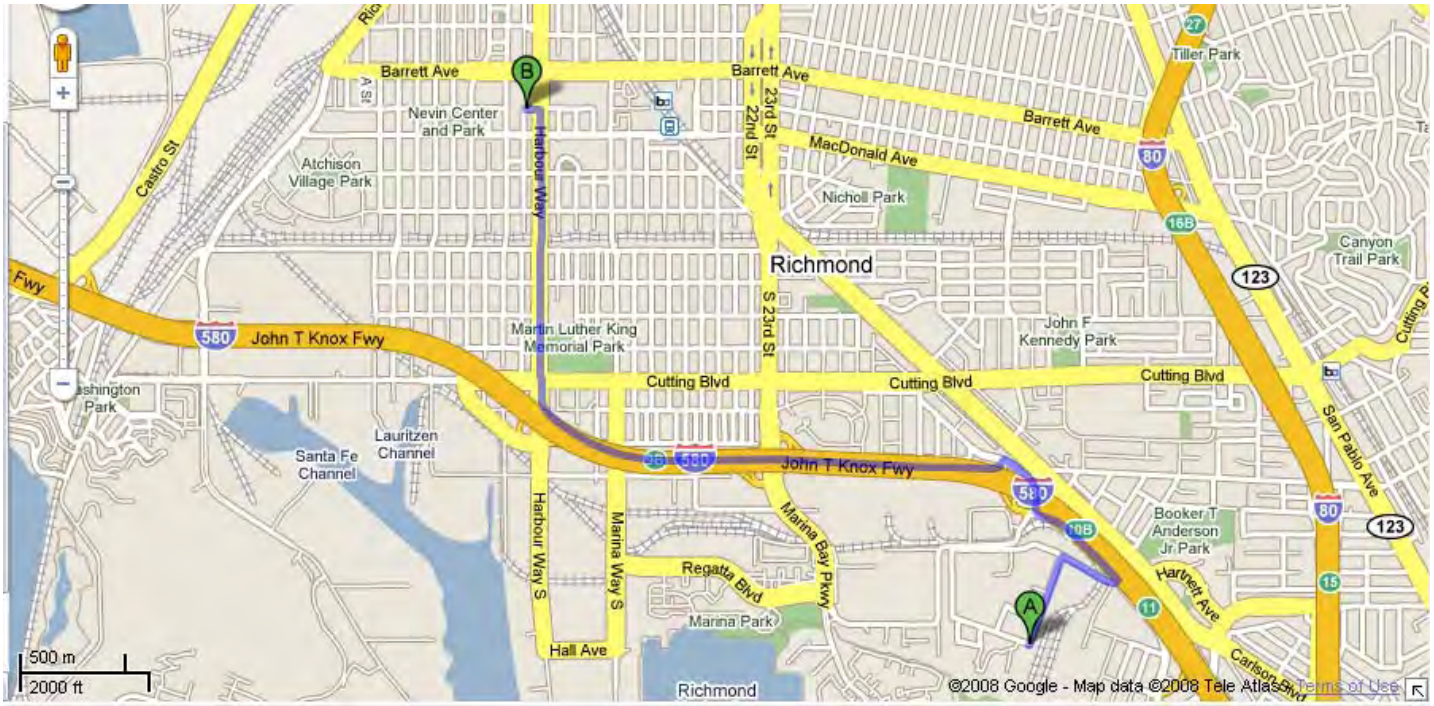 27
Tiller Park
Barrett Ave
B
Barrett Ave
A St
Nevin Center
and Park
23rd St
22nd St
Barrett Ave
80
MacDonald Ave
Castro St
Atchison
Village Park
Harbour Way
Nicholl Park
16B
Canyon
Trail Park
Richmond
123
Fwy
580
John T Knox Fwy
Martin Luther King
Memorial Park
S 23rd St
John F
Kennedy Park
Cutting Blvd
Cutting Blvd
Cutting Blvd
Park
Lauritzen
Channel
Santa Fe
Channel
580
John T Knox Fwy
580
San Pablo Ave
80
123
Harbour Way S
Marina Way S
Marina Bay Pkwy
10B
Booker T
Anderson
Jr Park
Regatta Blvd
Hartnett Ave
15
A
11
Marina Park
Hall Ave
Carlson Blvd
500 m
2000 ft
Richmond
©2008 Google - Map data ©2008 Tele Atlas - Terms of Use